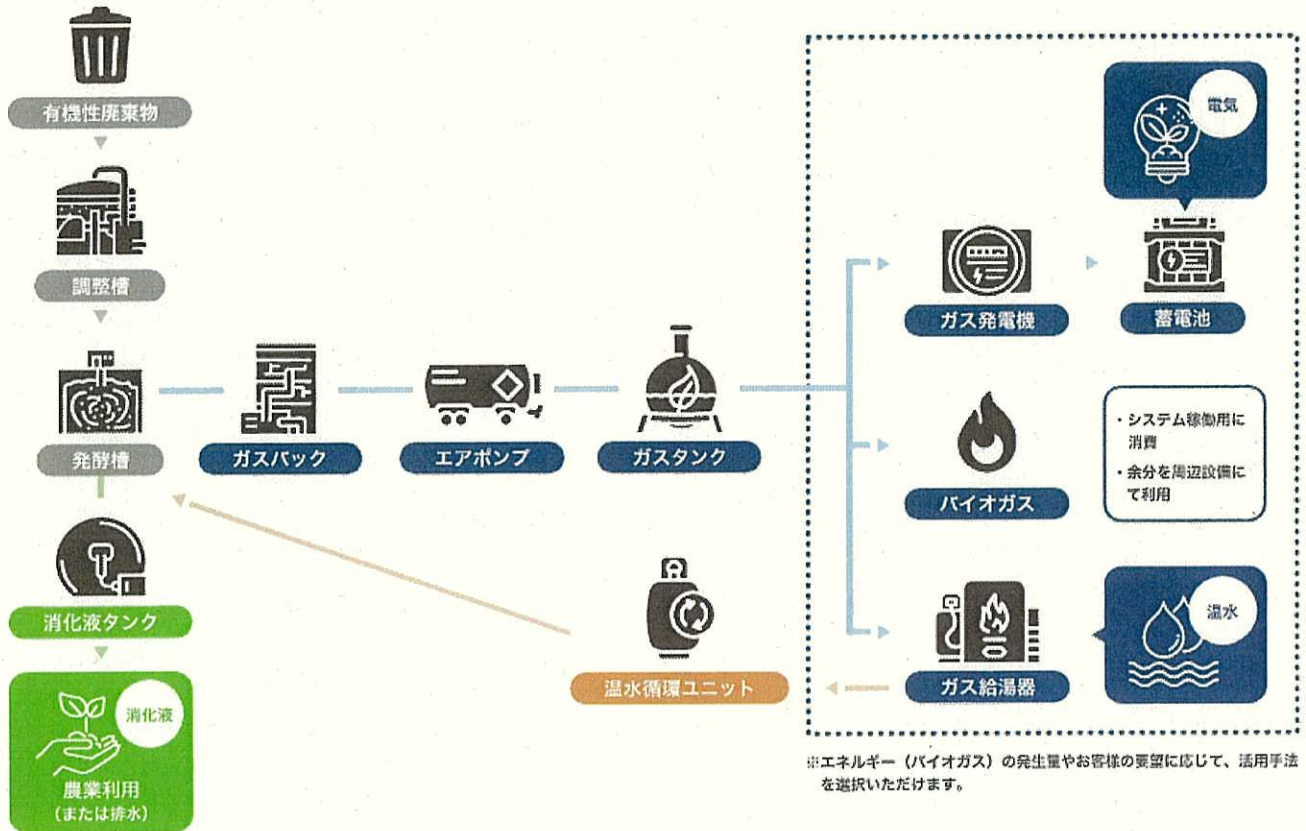 有機性廃棄物
調整槽
発酵槽
ガスバック
エアポンプ
ガスタンク
消化液タンク
消化液
農業利用
（または排水）
温水循環ユニット
電気
ガス発電機
蓄電池
バイオガス
・システム稼働用に
消費
・余分を周辺設備に
て利用
ガス給湯器
温水
※エネルギー（バイオガス）の発生量やお客様の要望に応じて、活用手法
を選択いただけます。